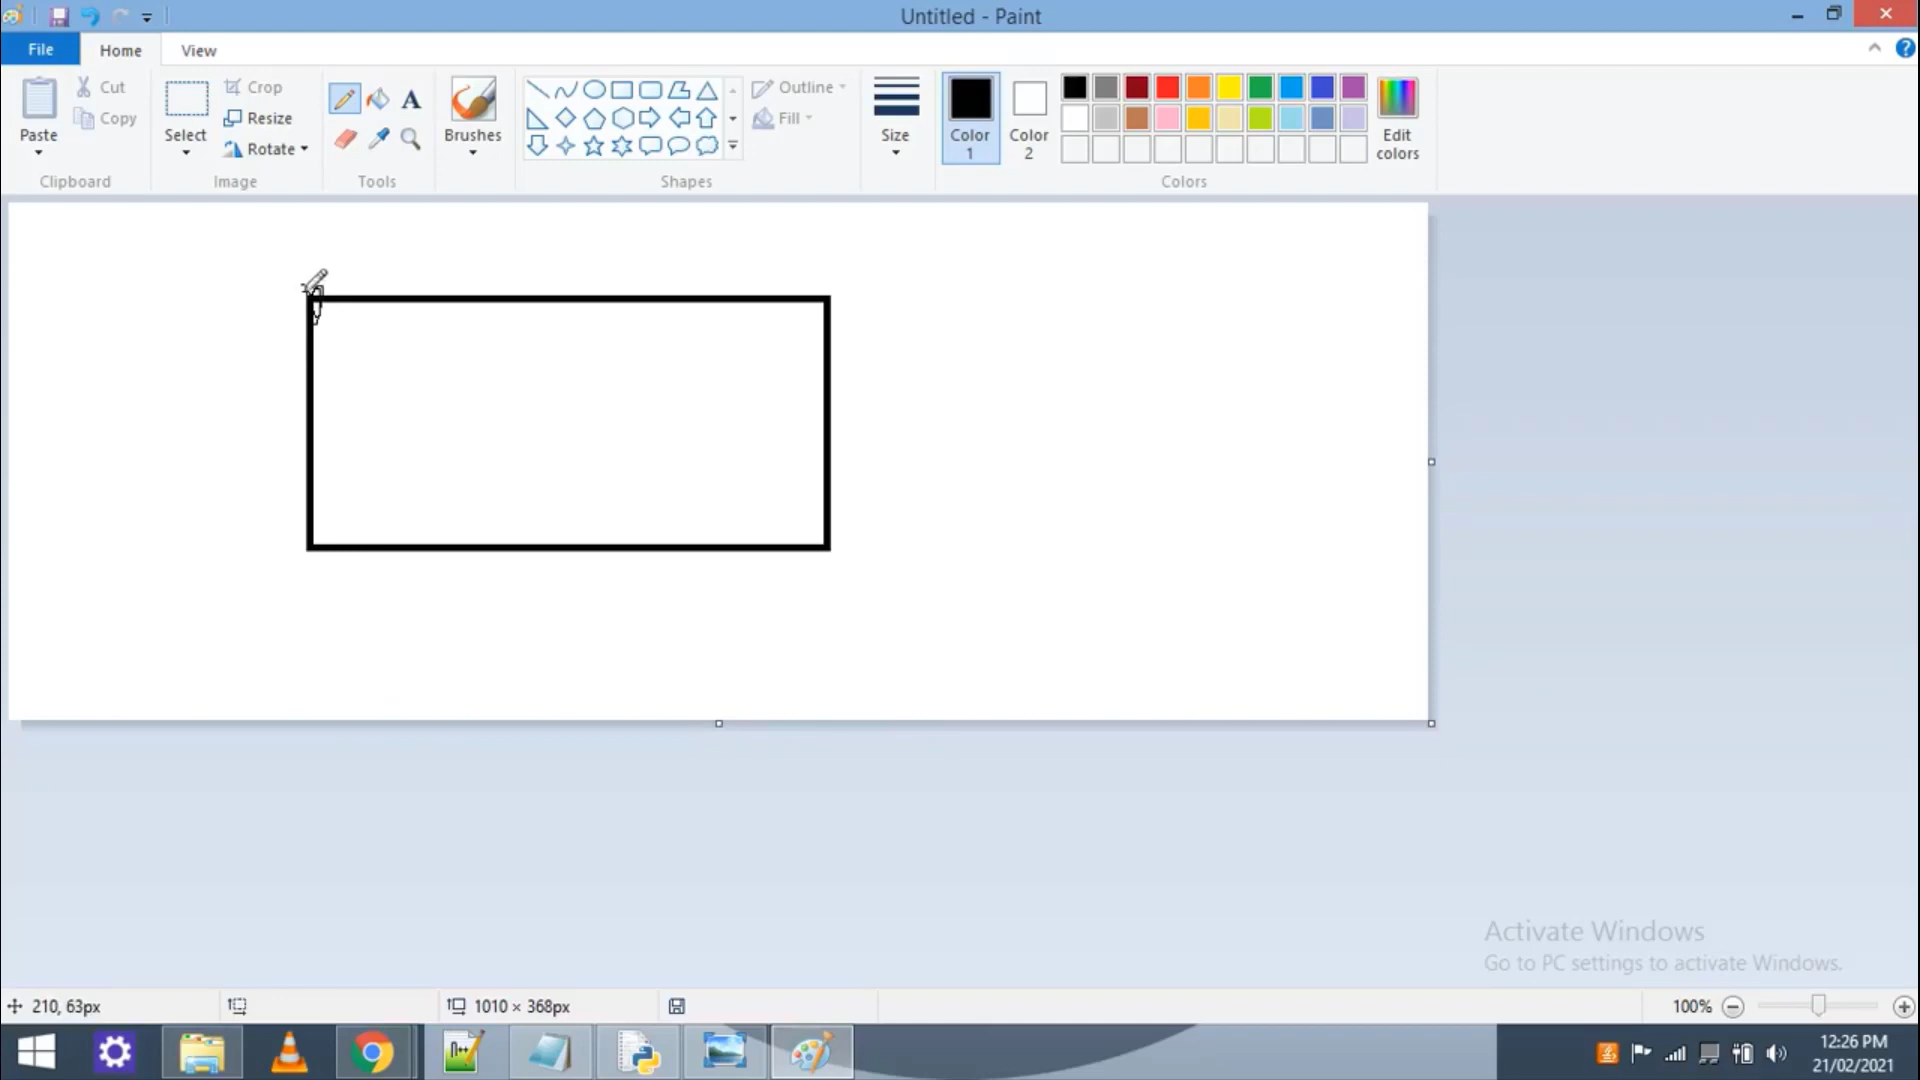 Untitled - Paint
File Home View
Paste
Cut
Copy
Clipboard
Select
Crop
Resize
Rotate
Image
A
Tools
Brushes
Shapes
Outline
Fill
Size
Color 1
Color 2
Edit colors
Colors
Activate Windows
Go to PC settings to activate Windows.
210, 63px
1010 × 368px
100%
12:26 PM
21/02/2021